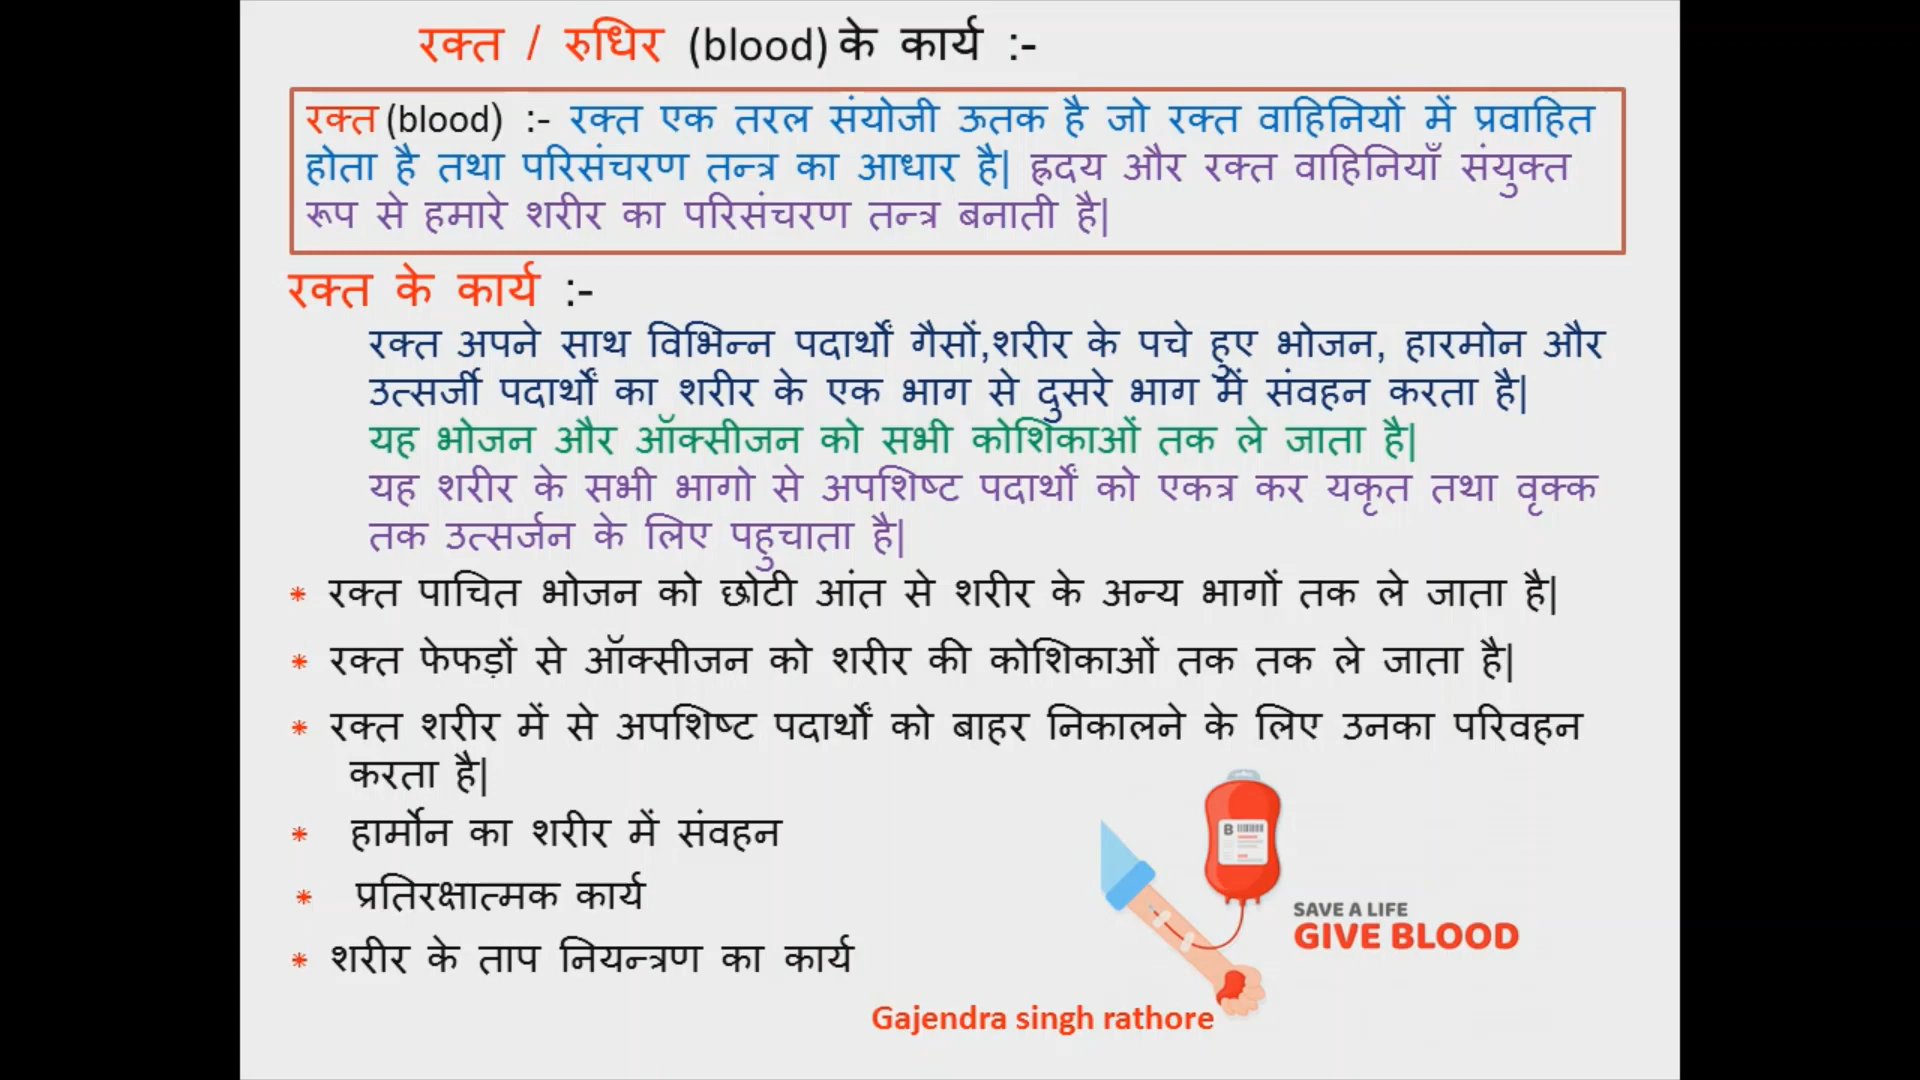 रक्त / रुधिर (blood) के कार्य :-
रक्त (blood) :- रक्त एक तरल संयोजी ऊतक है जो रक्त वाहिनियों में प्रवाहित
होता है तथा परिसंचरण तन्त्र का आधार है| ह्रदय और रक्त वाहिनियाँ संयुक्त
रूप से हमारे शरीर का परिसंचरण तन्त्र बनाती है|
रक्त के कार्य :-
रक्त अपने साथ विभिन्न पदार्थों गैसों,शरीर के पचे हुए भोजन, हारमोन और
उत्सर्जी पदार्थों का शरीर के एक भाग से दुसरे भाग में संवहन करता है|
यह भोजन और ऑक्सीजन को सभी कोशिकाओं तक ले जाता है|
यह शरीर के सभी भागो से अपशिष्ट पदार्थों को एकत्र कर यकृत तथा वृक्क
तक उत्सर्जन के लिए पहुचाता है|
* रक्त पाचित भोजन को छोटी आंत से शरीर के अन्य भागों तक ले जाता है|
* रक्त फेफड़ों से ऑक्सीजन को शरीर की कोशिकाओं तक तक ले जाता है|
* रक्त शरीर में से अपशिष्ट पदार्थों को बाहर निकालने के लिए उनका परिवहन
करता है|
* हार्मोन का शरीर में संवहन
* प्रतिरक्षात्मक कार्य
* शरीर के ताप नियन्त्रण का कार्य
B
SAVE A LIFE
GIVE BLOOD
Gajendra singh rathore